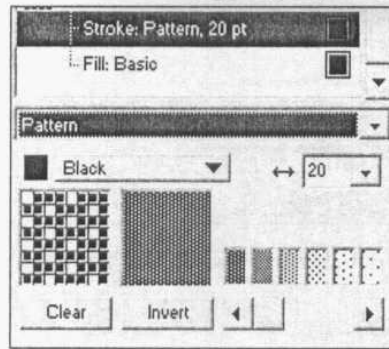 Stroke: Pattern, 20 pt
Fill: Basic
Pattern
Black
20
Clear Invert